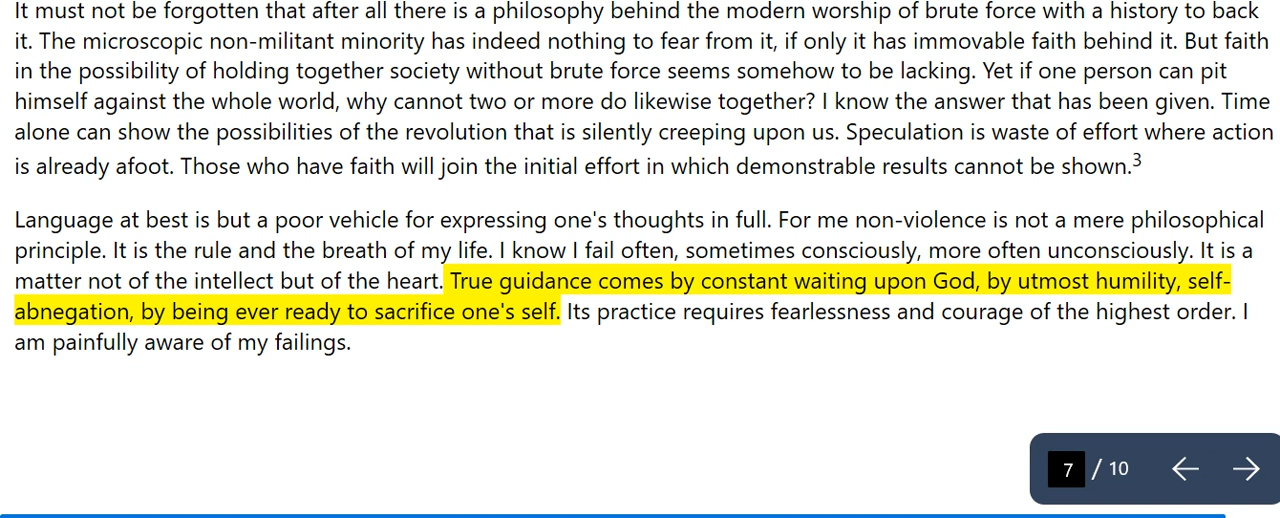 It must not be forgotten that after all there is a philosophy behind the modern worship of brute force with a history to back
it. The microscopic non-militant minority has indeed nothing to fear from it, if only it has immovable faith behind it. But faith
in the possibility of holding together society without brute force seems somehow to be lacking. Yet if one person can pit
himself against the whole world, why cannot two or more do likewise together? I know the answer that has been given. Time
alone can show the possibilities of the revolution that is silently creeping upon us. Speculation is waste of effort where action
is already afoot. Those who have faith will join the initial effort in which demonstrable results cannot be shown.3
Language at best is but a poor vehicle for expressing one's thoughts in full. For me non-violence is not a mere philosophical
principle. It is the rule and the breath of my life. I know I fail often, sometimes consciously, more often unconsciously. It is a
matter not of the intellect but of the heart. True guidance comes by constant waiting upon God, by utmost humility, self-
abnegation, by being ever ready to sacrifice one's self. Its practice requires fearlessness and courage of the highest order. I
am painfully aware of my failings.
7 / 10